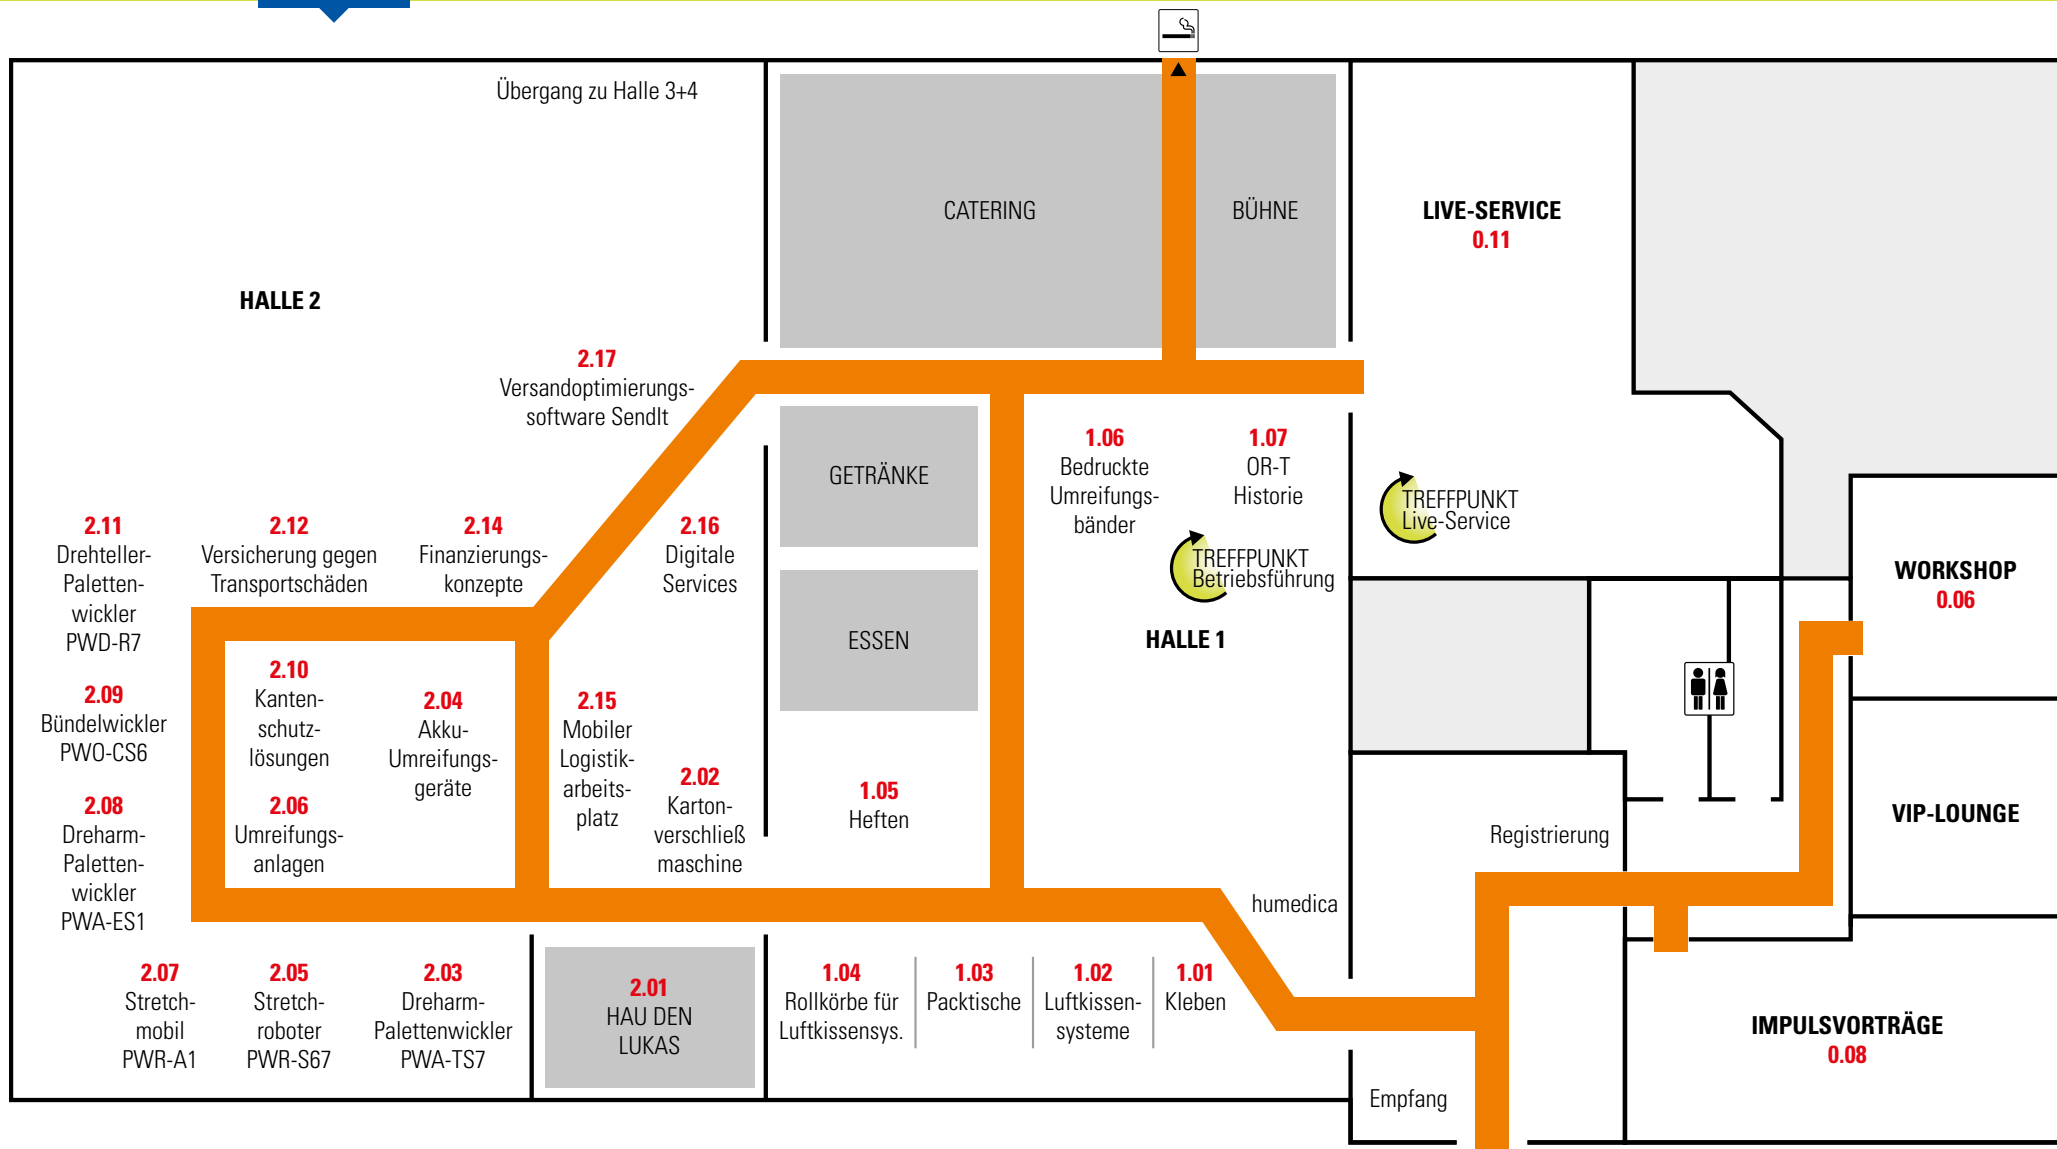 Übergang zu Halle 3+4
CATERING
BÜHNE
LIVE-SERVICE
0.11
HALLE 2
2.17
Versandoptimierungs-
software SendIt
GETRÄNKE
1.06
Bedruckte
Umreifungs-
bänder
1.07
OR-T
Historie
TREFFPUNKT
Live-Service
TREFFPUNKT
Betriebsführung
2.11
Drehteller-
Paletten-
wickler
PWD-R7
2.12
Versicherung gegen
Transportschäden
2.14
Finanzierungs-
konzepte
2.16
Digitale
Services
WORKSHOP
0.06
ESSEN
HALLE 1
2.09
Bündelwickler
PWO-CS6
2.10
Kanten-
schutz-
lösungen
2.04
Akku-
Umreifungs-
geräte
2.15
Mobiler
Logistik-
arbeits-
platz
2.02
Karton-
verschließ
maschine
1.05
Heften
2.08
Dreharm-
Paletten-
wickler
PWA-ES1
2.06
Umreifungs-
anlagen
Registrierung
VIP-LOUNGE
humedica
2.07
Stretch-
mobil
PWR-A1
2.05
Stretch-
roboter
PWR-S67
2.03
Dreharm-
Palettenwickler
PWA-TS7
2.01
HAU DEN
LUKAS
1.04
Rollkörbe für
Luftkissensys.
1.03
Packtische
1.02
Luftkissen-
systeme
1.01
Kleben
IMPULSVORTRÄGE
0.08
Empfang